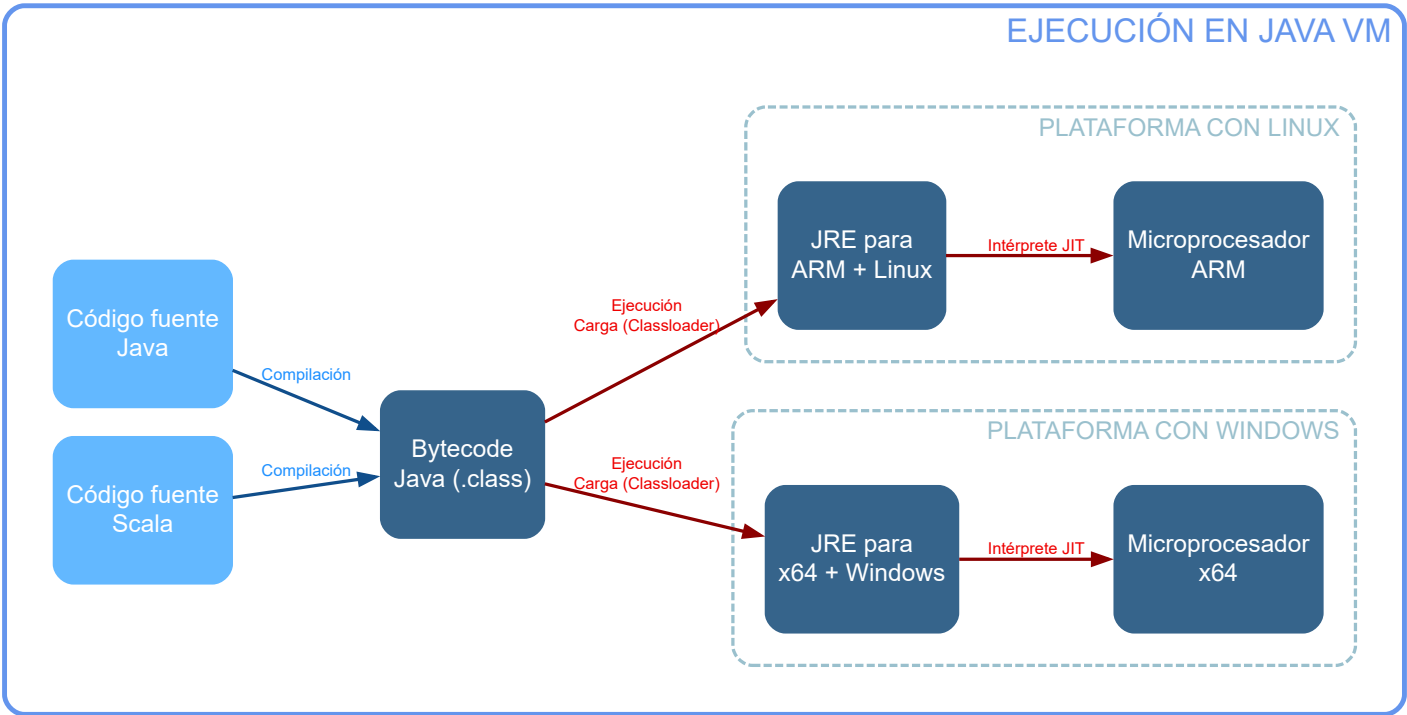 EJECUCIÓN EN JAVA VM
PLATAFORMA CON LINUX
JRE para
ARM + Linux
Intérprete JIT
Microprocesador
ARM
Código fuente
Java
Compilación
Ejecución
Carga (Classloader)
Bytecode
Java (.class)
Código fuente
Scala
Compilación
Ejecución
Carga (Classloader)
PLATAFORMA CON WINDOWS
JRE para
x64 + Windows
Intérprete JIT
Microprocesador
x64